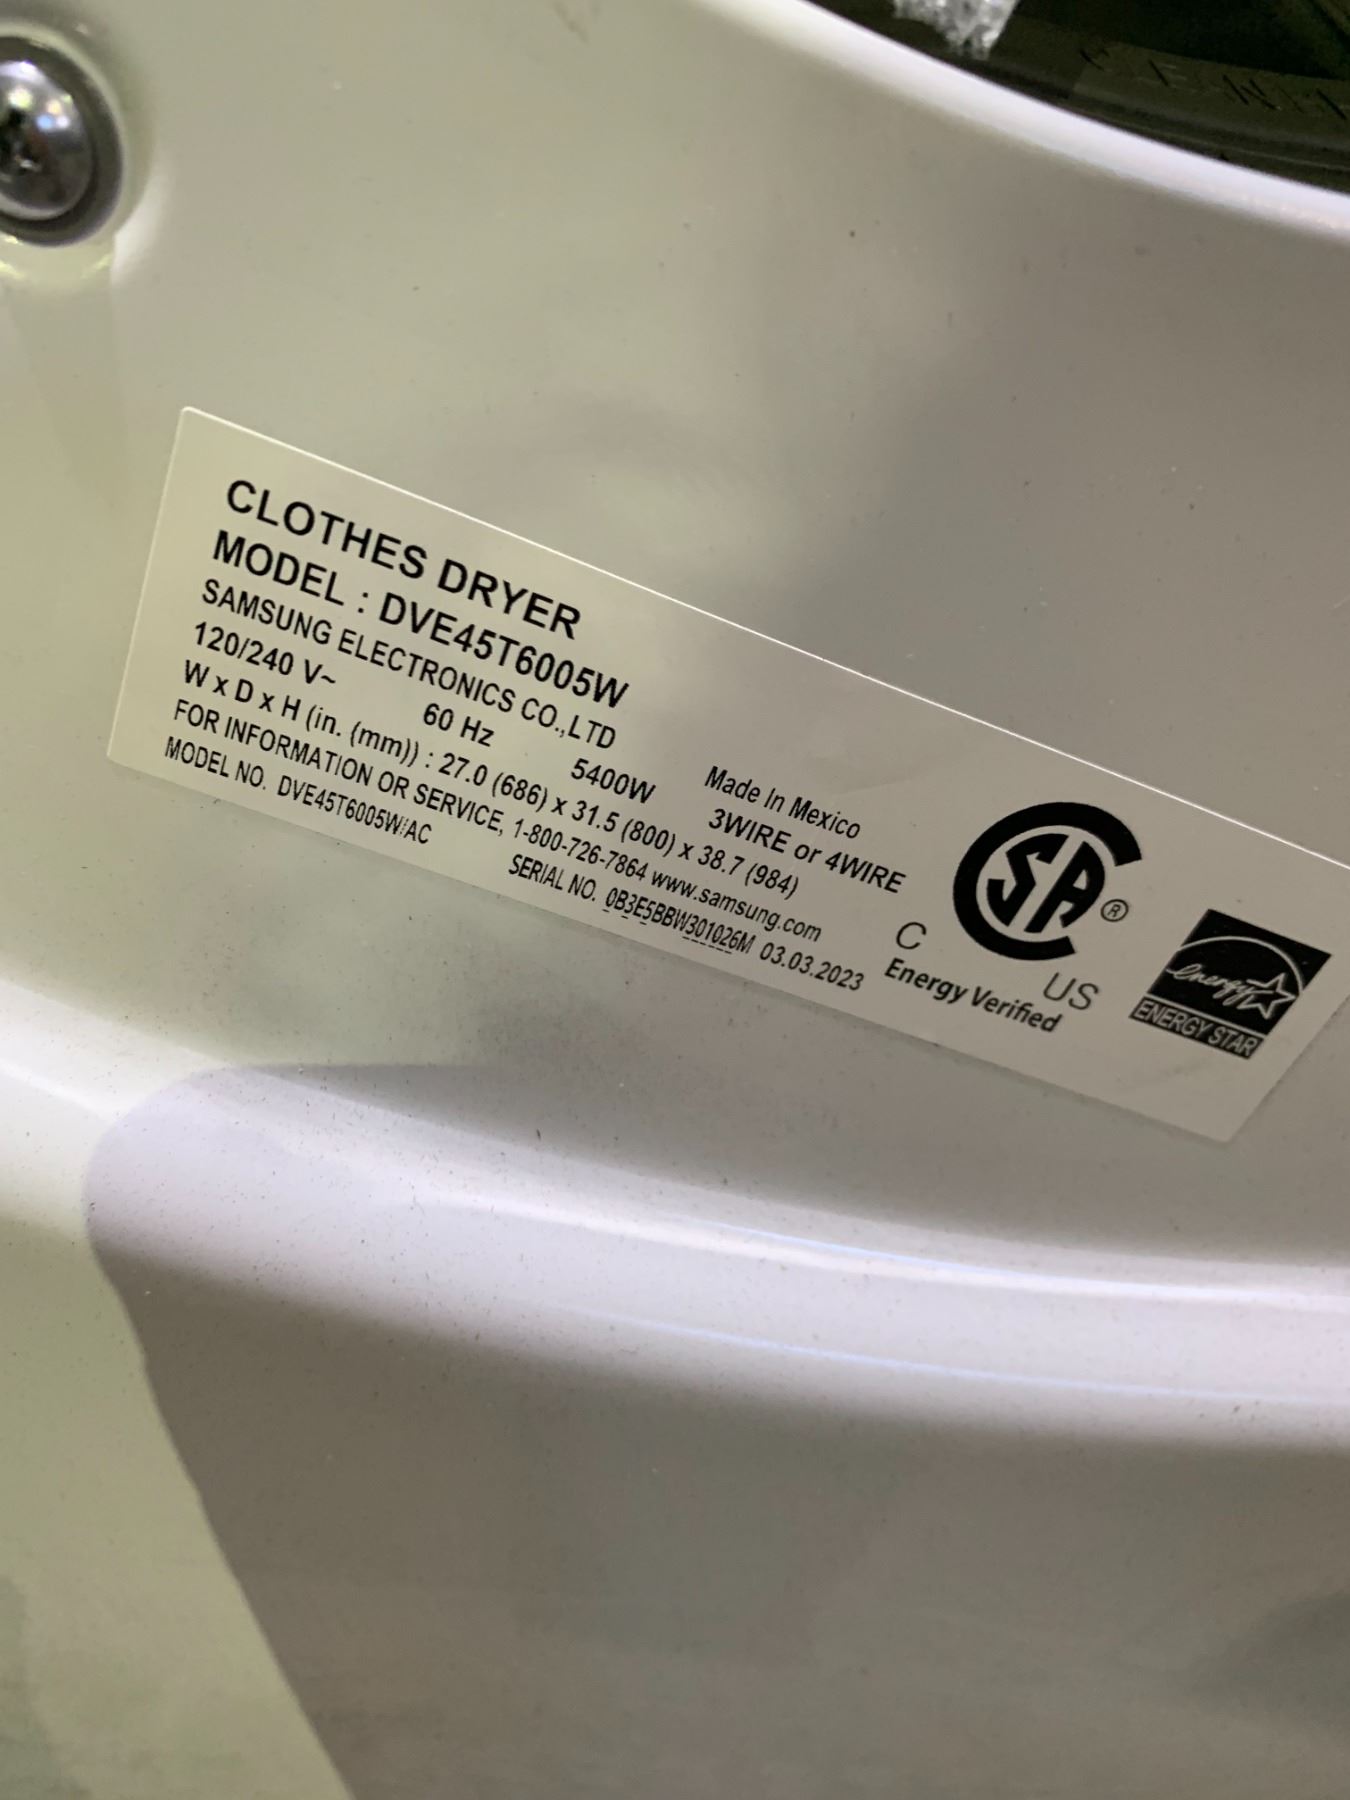 CLOTHES DRYER
MODEL : DVE45T6005W
SAMSUNG ELECTRONICS CO.,LTD
Made In Mexico
120/240 V~ 60 Hz 5400W 3WIRE or 4WIRE
W x D x H (in. (mm)) : 27.0 (686) x 31.5 (800) x 38.7 (984)
FOR INFORMATION OR SERVICE, 1-800-726-7864 www.samsung.com
MODEL NO. DVE45T6005W/AC SERIAL NO. 0B3E5BBW301026M 03.03.2023
SA ®
C US
Energy Verified
energy
ENERGY STAR